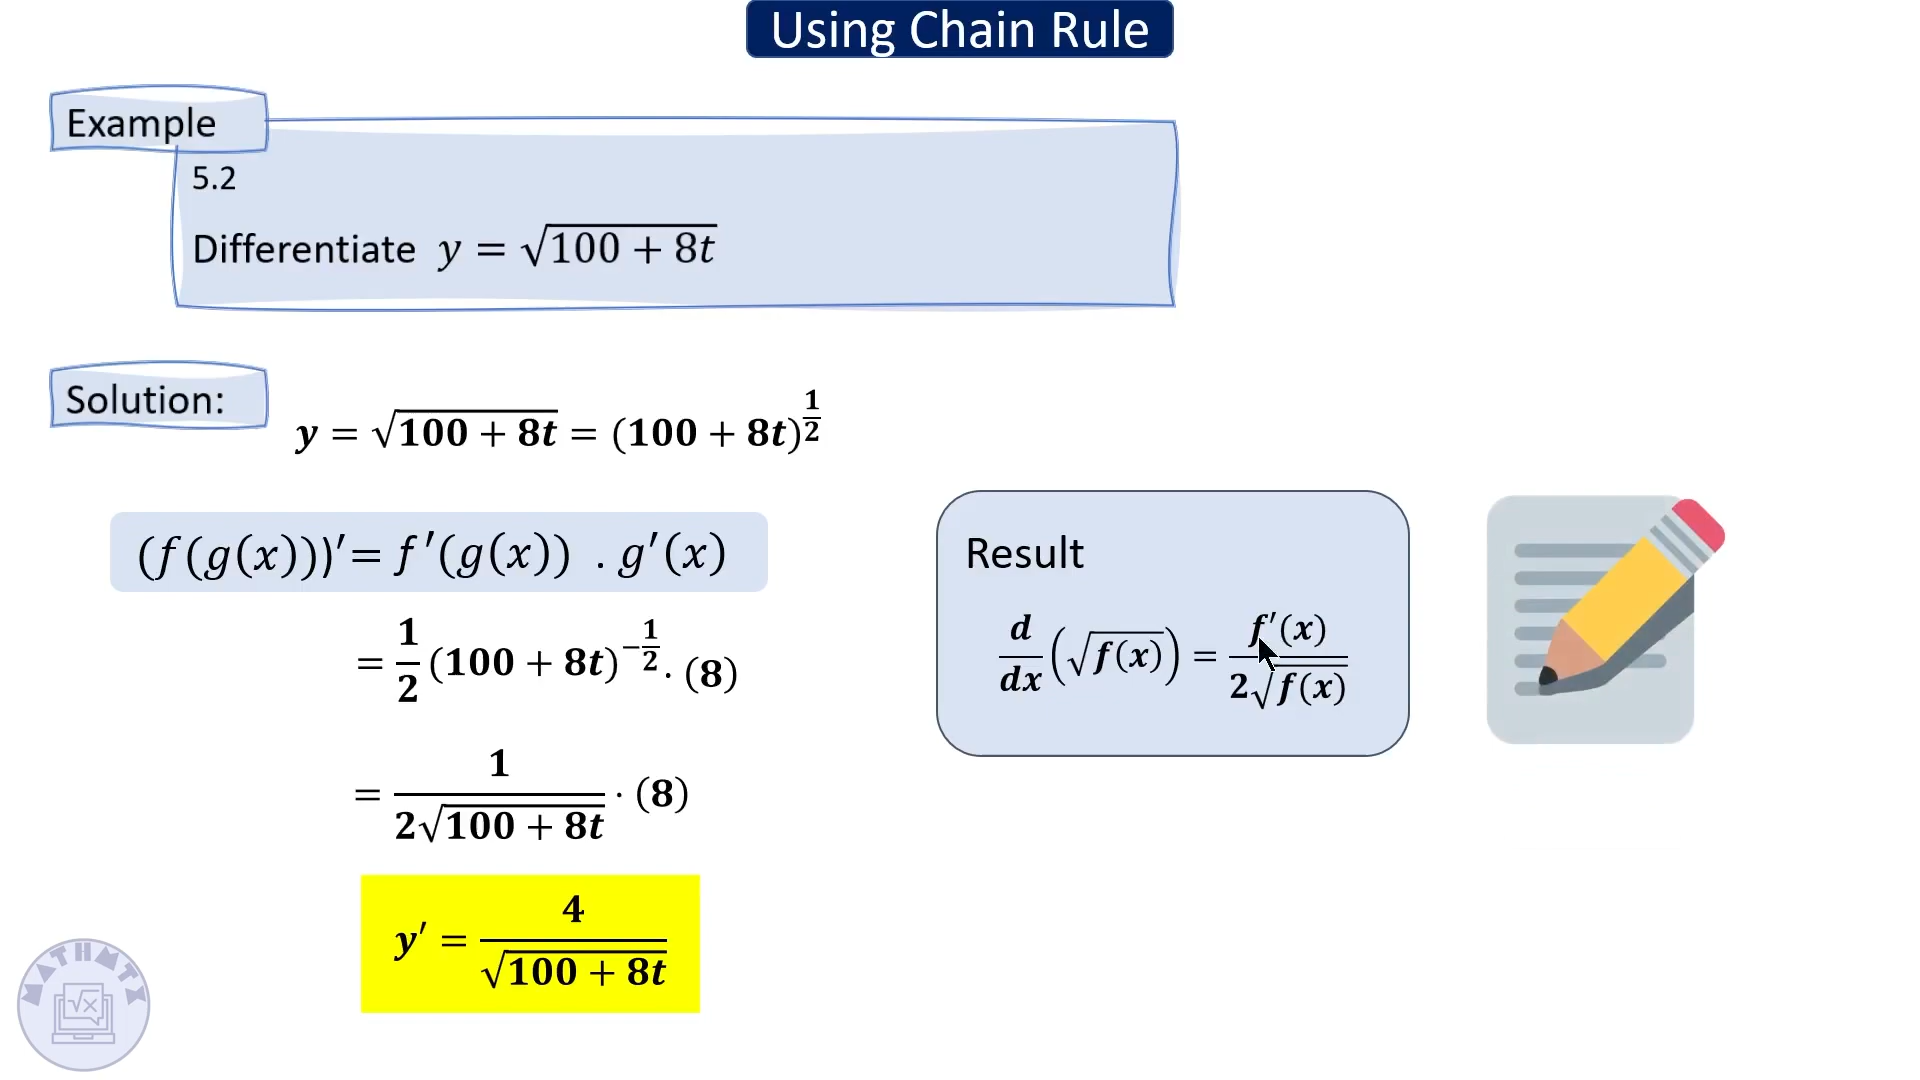 Using Chain Rule
Example
5.2
Differentiate y = √(100 + 8t)
Solution:
y = √(100 + 8t) = (100 + 8t)^(1/2)
(f(g(x)))′= f′(g(x)) . g′(x)
= 1/2 (100 + 8t)^(−1/2) . (8)
= 1/(2√(100 + 8t)) · (8)
y′ = 4/√(100 + 8t)
Result
d/dx (√f(x)) = f′(x)/(2√f(x))
MATHMTX
√x